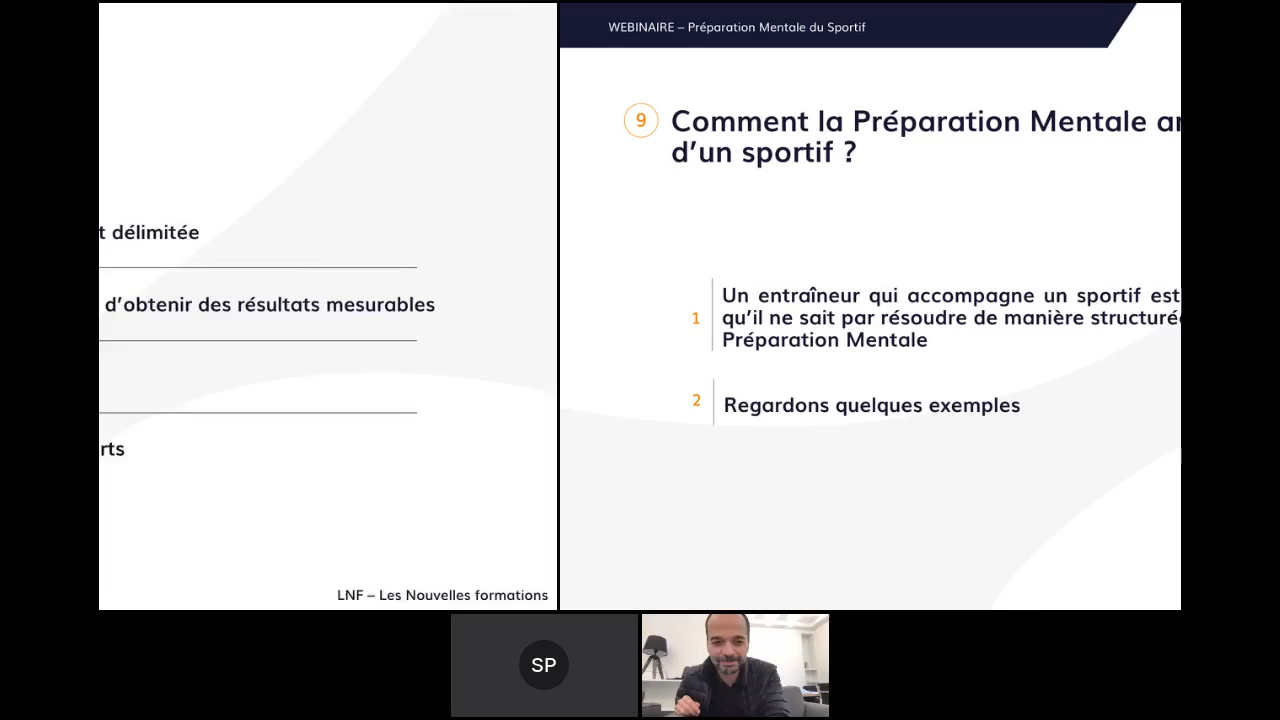 t délimitée
d’obtenir des résultats mesurables
rts
LNF – Les Nouvelles formations
WEBINAIRE – Préparation Mentale du Sportif
9
Comment la Préparation Mentale
d’un sportif ?
1
Un entraîneur qui accompagne un sportif est
qu’il ne sait par résoudre de manière structuré
Préparation Mentale
2
Regardons quelques exemples
SP